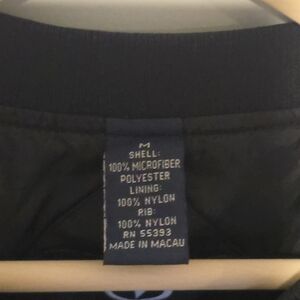 M
SHELL:
100% MICROFIBER
POLYESTER
LINING:
100% NYLON
RIB:
100% NYLON
RN 55393
MADE IN MACAU